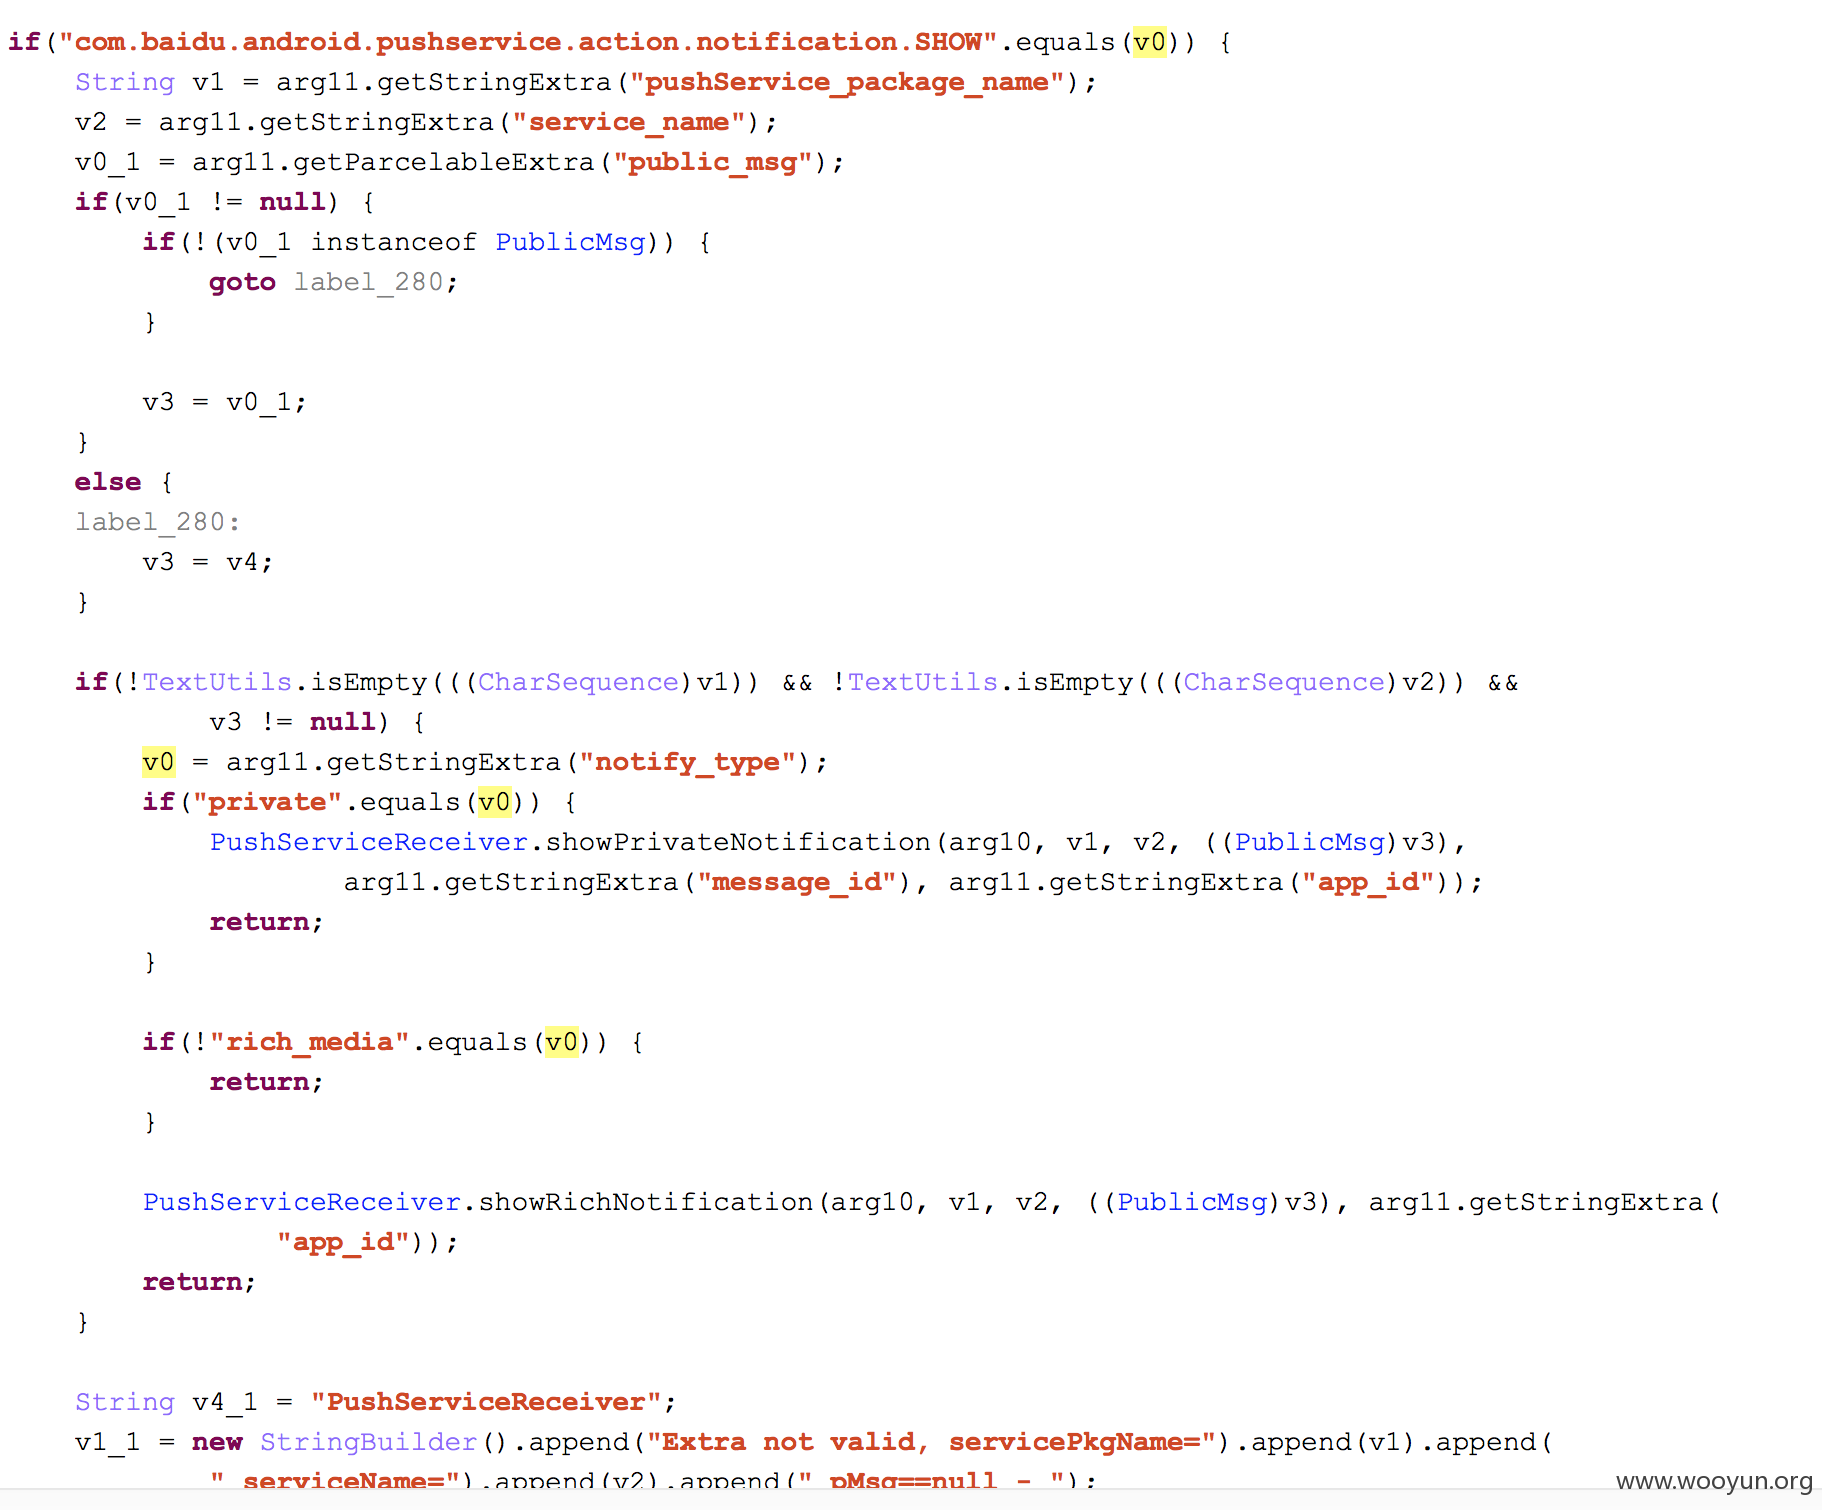 if("com.baidu.android.pushservice.action.notification.SHOW".equals(v0)) {
    String v1 = arg11.getStringExtra("pushService_package_name");
    v2 = arg11.getStringExtra("service_name");
    v0_1 = arg11.getParcelableExtra("public_msg");
    if(v0_1 != null) {
        if(!(v0_1 instanceof PublicMsg)) {
            goto label_280;
        }

        v3 = v0_1;
    }
    else {
    label_280:
        v3 = v4;
    }

    if(!TextUtils.isEmpty(((CharSequence)v1)) && !TextUtils.isEmpty(((CharSequence)v2)) &&
            v3 != null) {
        v0 = arg11.getStringExtra("notify_type");
        if("private".equals(v0)) {
            PushServiceReceiver.showPrivateNotification(arg10, v1, v2, ((PublicMsg)v3),
                    arg11.getStringExtra("message_id"), arg11.getStringExtra("app_id"));
            return;
        }

        if(!"rich_media".equals(v0)) {
            return;
        }

        PushServiceReceiver.showRichNotification(arg10, v1, v2, ((PublicMsg)v3), arg11.getStringExtra(
                "app_id"));
        return;
    }

    String v4_1 = "PushServiceReceiver";
    v1_1 = new StringBuilder().append("Extra not valid, servicePkgName=").append(v1).append(
            " serviceName=").append(v2).append(" pMsg==null - ");
www.wooyun.org